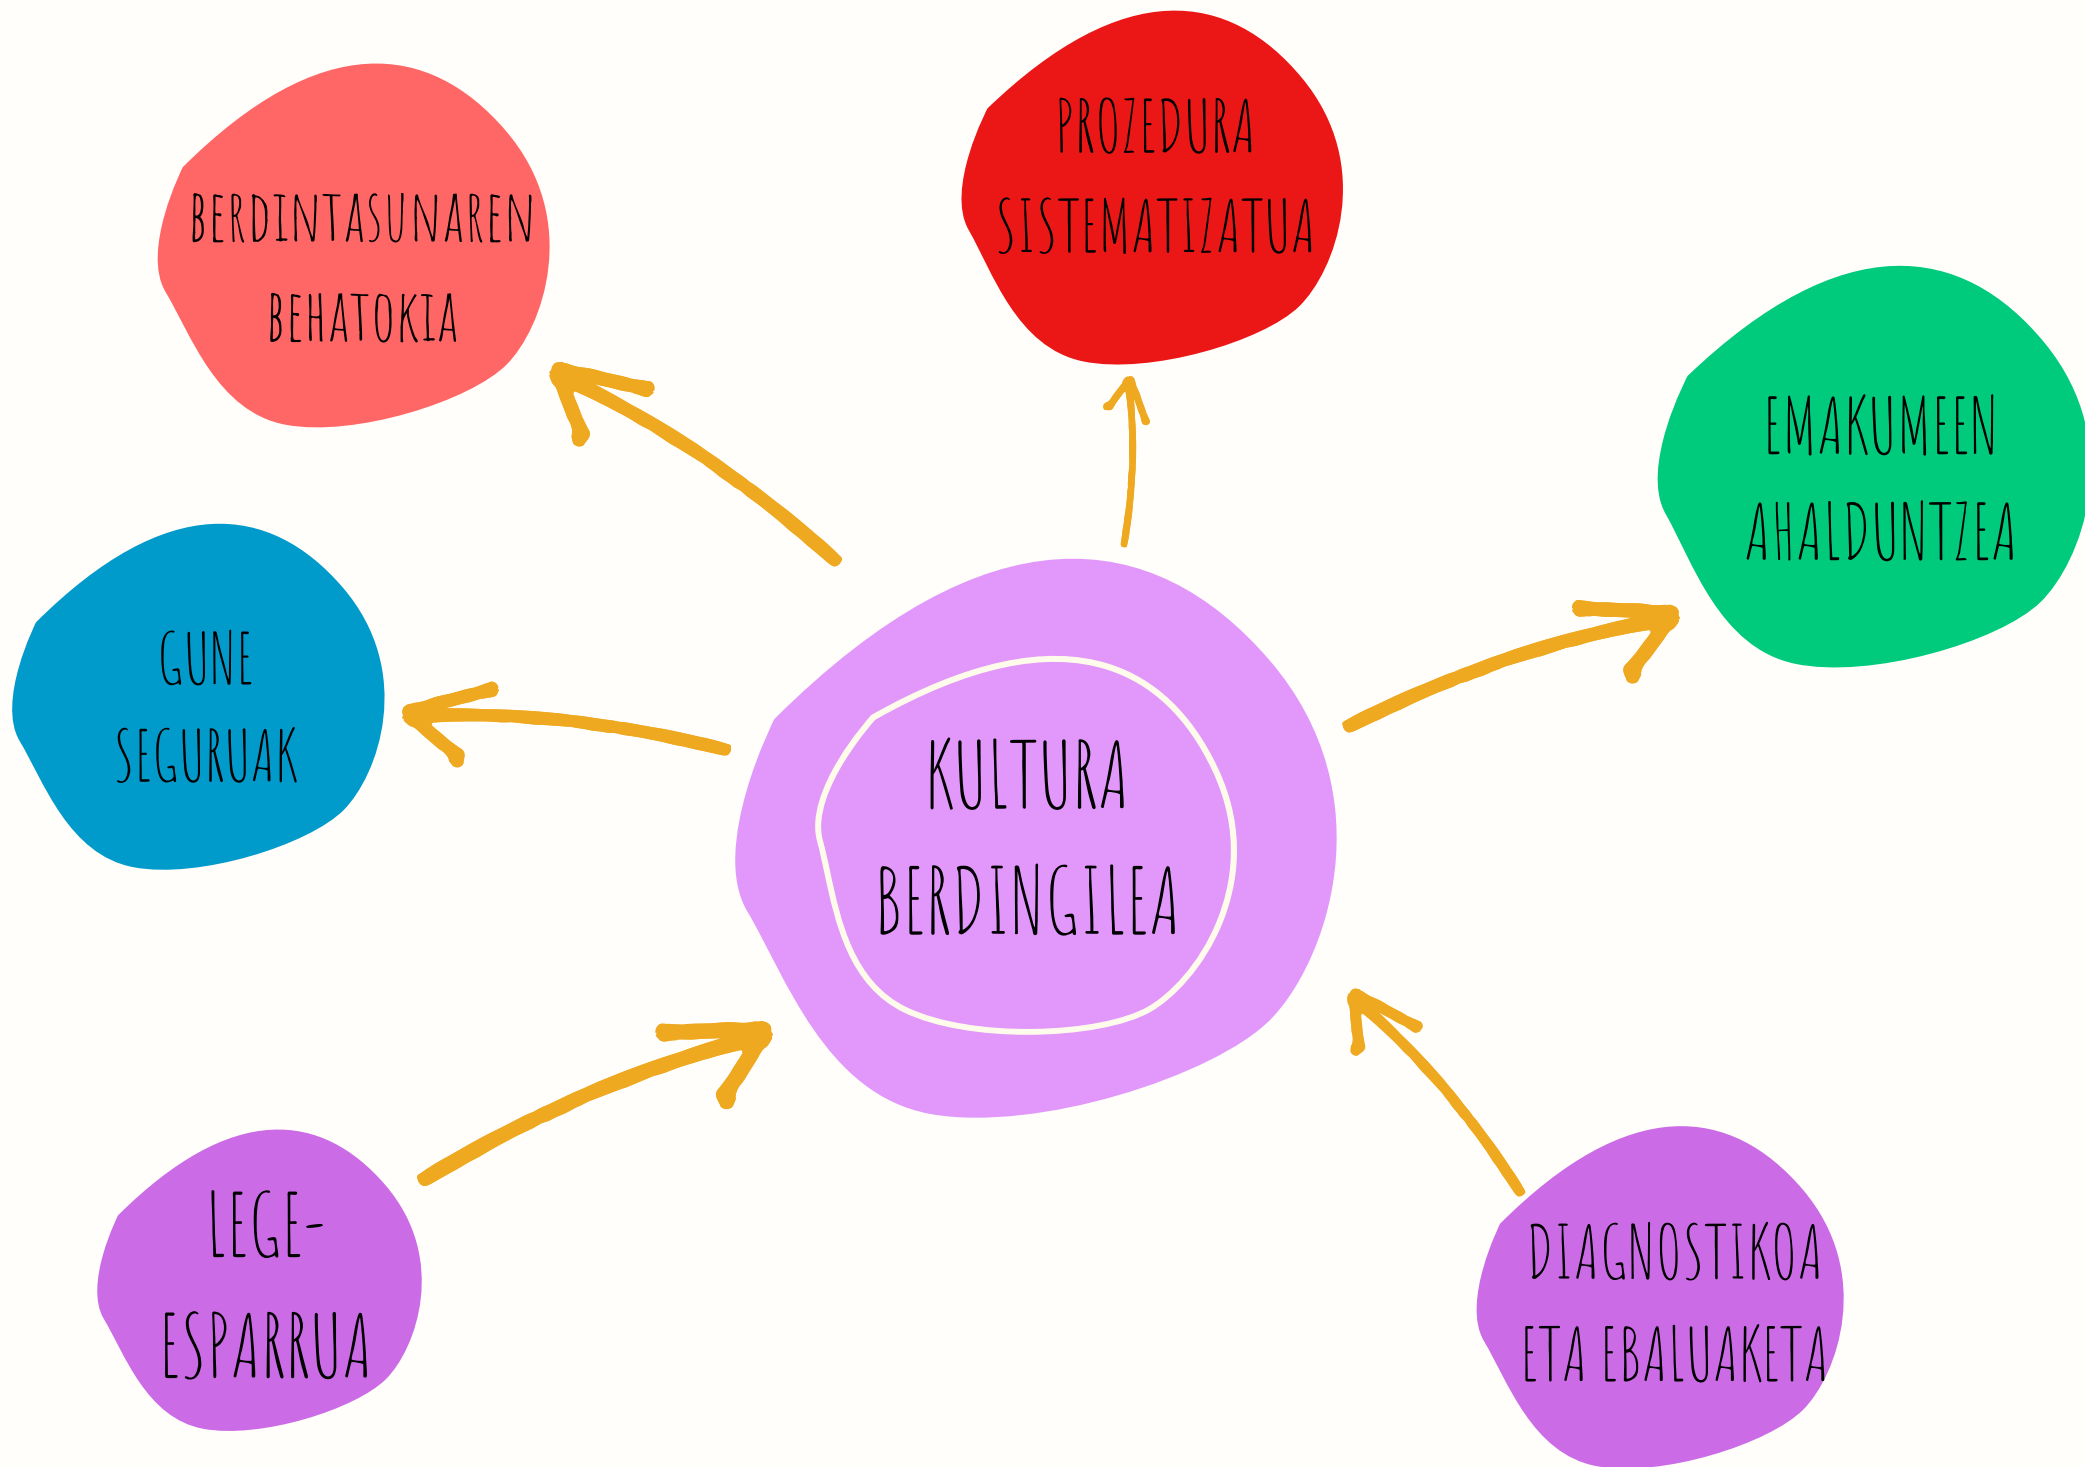 PROZEDURA
SISTEMATIZATUA
BERDINTASUNAREN
BEHATOKIA
EMAKUMEEN
AHALDUNTZEA
GUNE
SEGURUAK
KULTURA
BERDINGILEA
LEGE-
ESPARRUA
DIAGNOSTIKOA
ETA EBALUAKETA